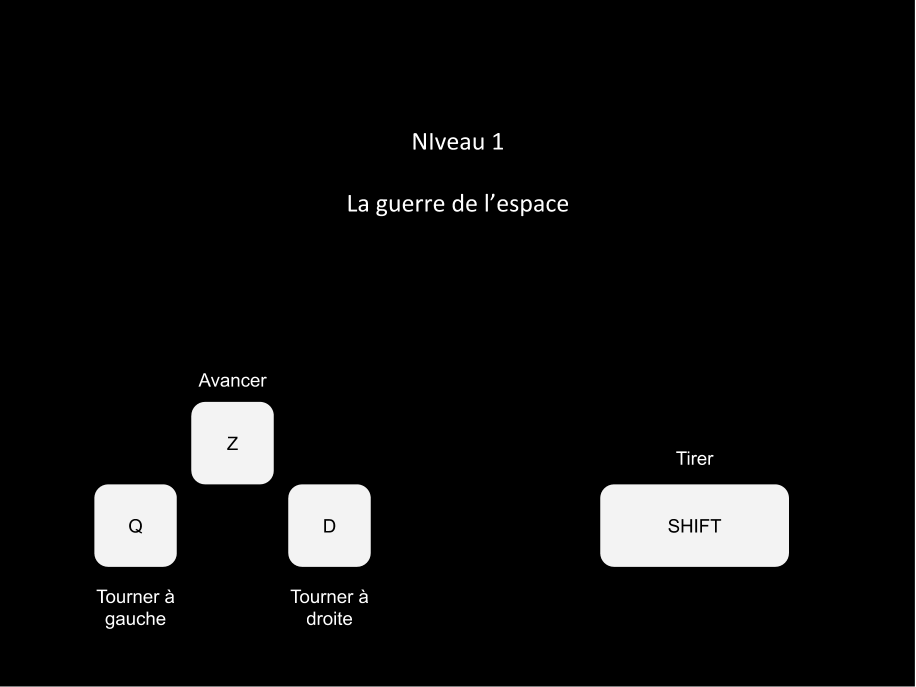 NIveau 1
La guerre de l’espace
Avancer
Z
Tirer
Q
D
SHIFT
Tourner à
gauche
Tourner à
droite